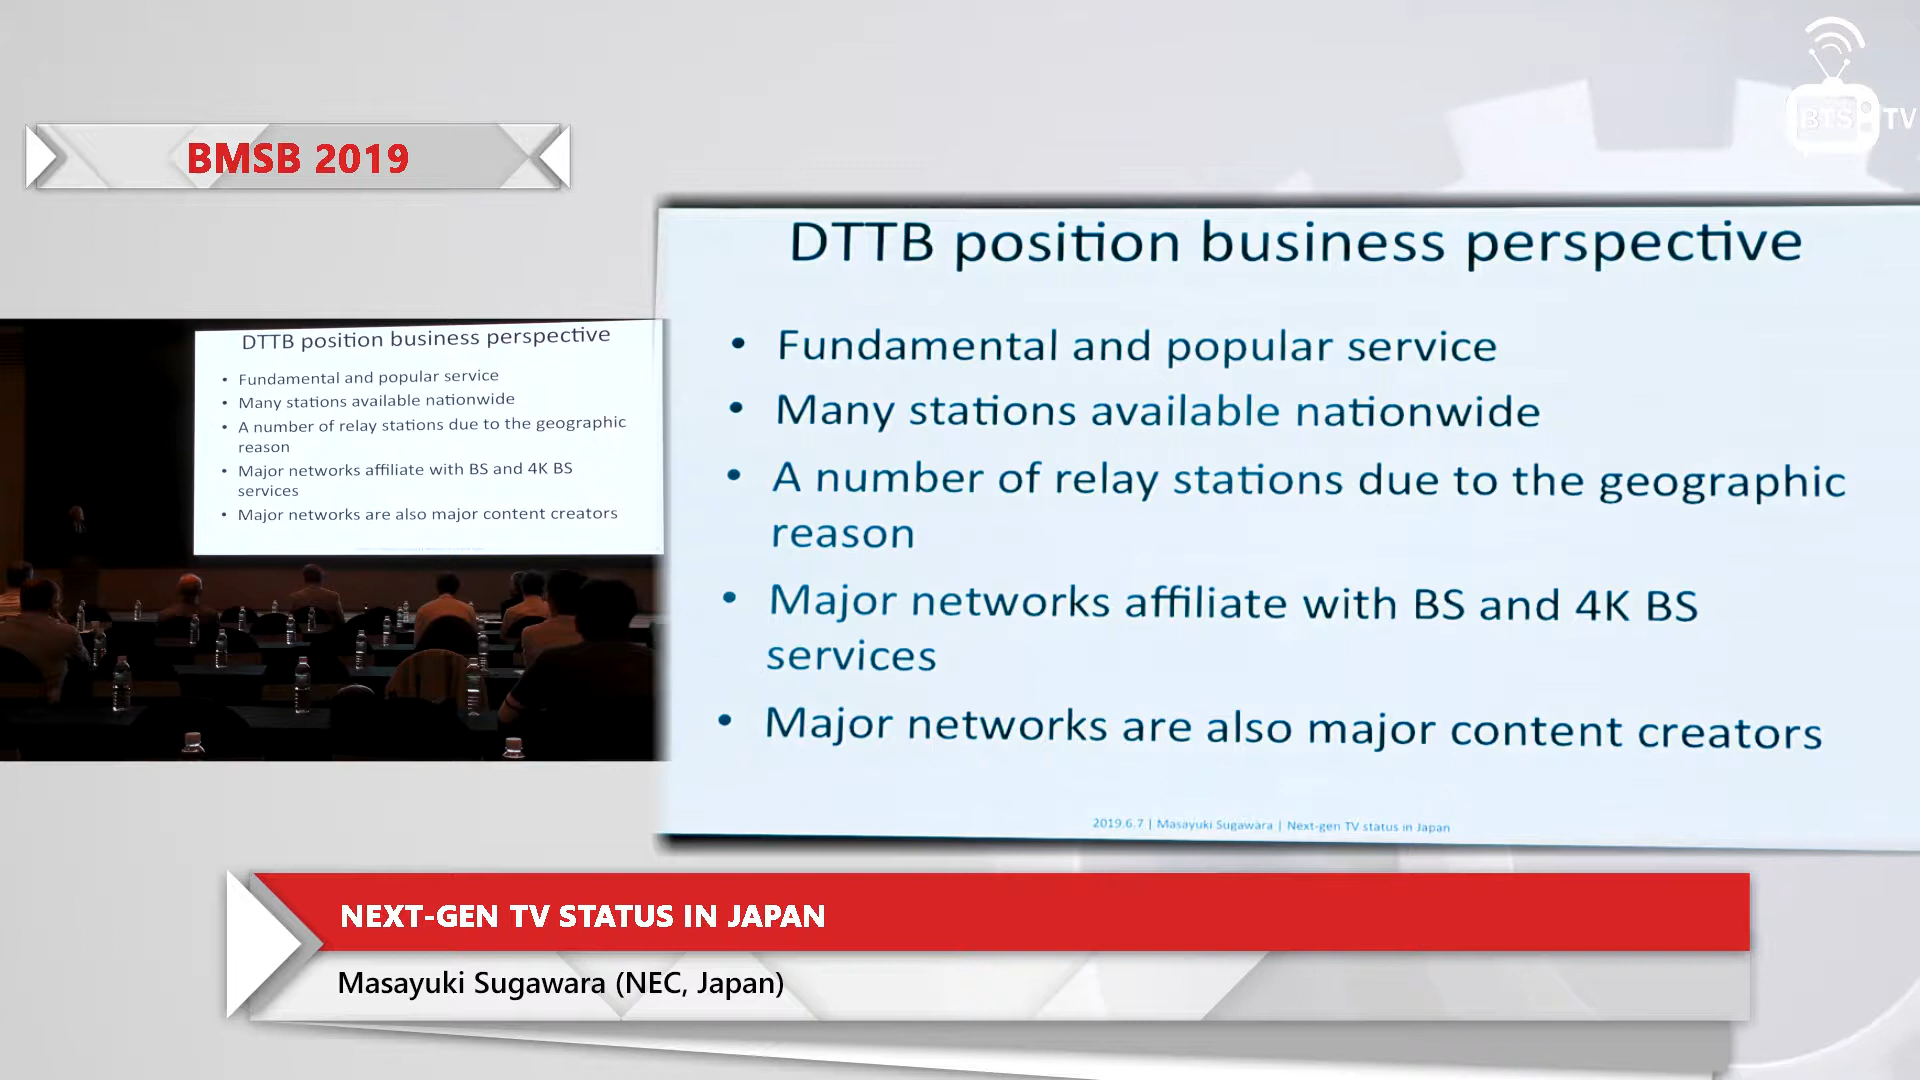 BTS TV
BMSB 2019
DTTB position business perspective
• Fundamental and popular service
• Many stations available nationwide
• A number of relay stations due to the geographic
reason
• Major networks affiliate with BS and 4K BS
services
• Major networks are also major content creators
DTTB position business perspective
• Fundamental and popular service
• Many stations available nationwide
• A number of relay stations due to the geographic
reason
• Major networks affiliate with BS and 4K BS
services
• Major networks are also major content creators
2019.6.7 | Masayuki Sugawara | Next-gen TV status in Japan
NEXT-GEN TV STATUS IN JAPAN
Masayuki Sugawara (NEC, Japan)